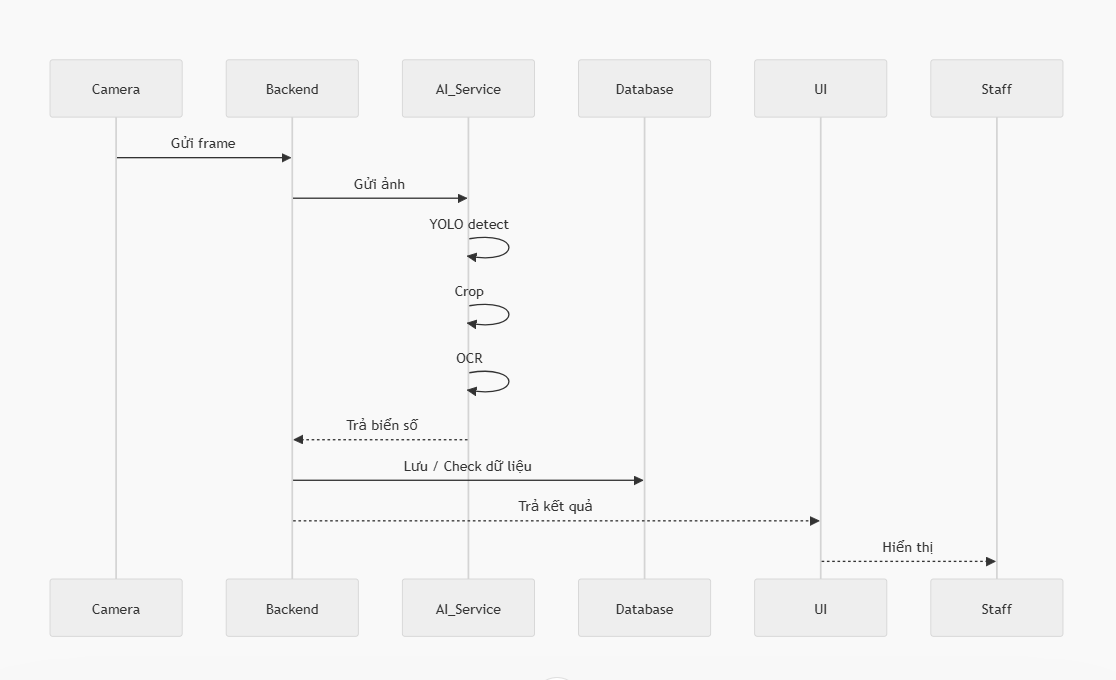 Camera
Backend
AI_Service
Database
UI
Staff
Gửi frame
Gửi ảnh
YOLO detect
Crop
OCR
Trả biển số
Lưu / Check dữ liệu
Trả kết quả
Hiển thị
Camera
Backend
AI_Service
Database
UI
Staff